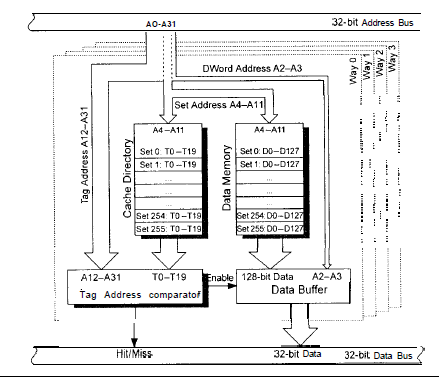 AO-A31
32-bit Address Bus
DWord Address A2-A3
Way 0
Way 1
Way 2
Way 3
Set Address A4-A11
Tag Address A12-A31
Cache Directory
A4-A11
Set 0: T0-T19
Set 1: T0-T19
...
...
...
Set 254: T0-T19
Set 255: T0-T19
Data Memory
A4-A11
Set 0: D0-D127
Set 1: D0-D127
...
...
...
Set 254: D0-D127
Set 255: D0-D127
A12-A31 T0-T19
Tag Address comparator
Enable
128-bit Data A2-A3
Data Buffer
Hit/Miss
32-bit Data
32-bit Data Bus